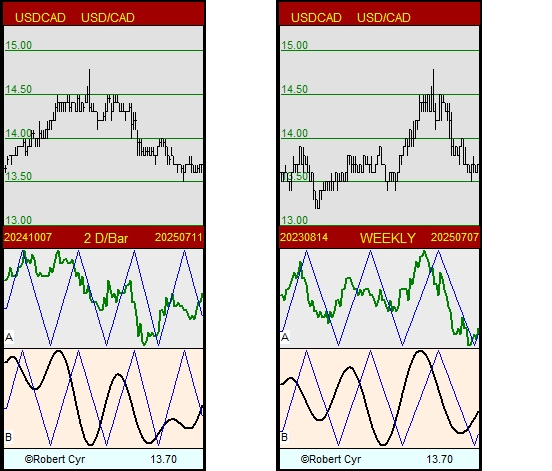 USDCAD USD/CAD
15.00
14.50
14.00
13.50
13.00
20241007 2 D/Bar 20250711
A
B
©Robert Cyr 13.70
USDCAD USD/CAD
15.00
14.50
14.00
13.50
13.00
20230814 WEEKLY 20250707
A
B
©Robert Cyr 13.70